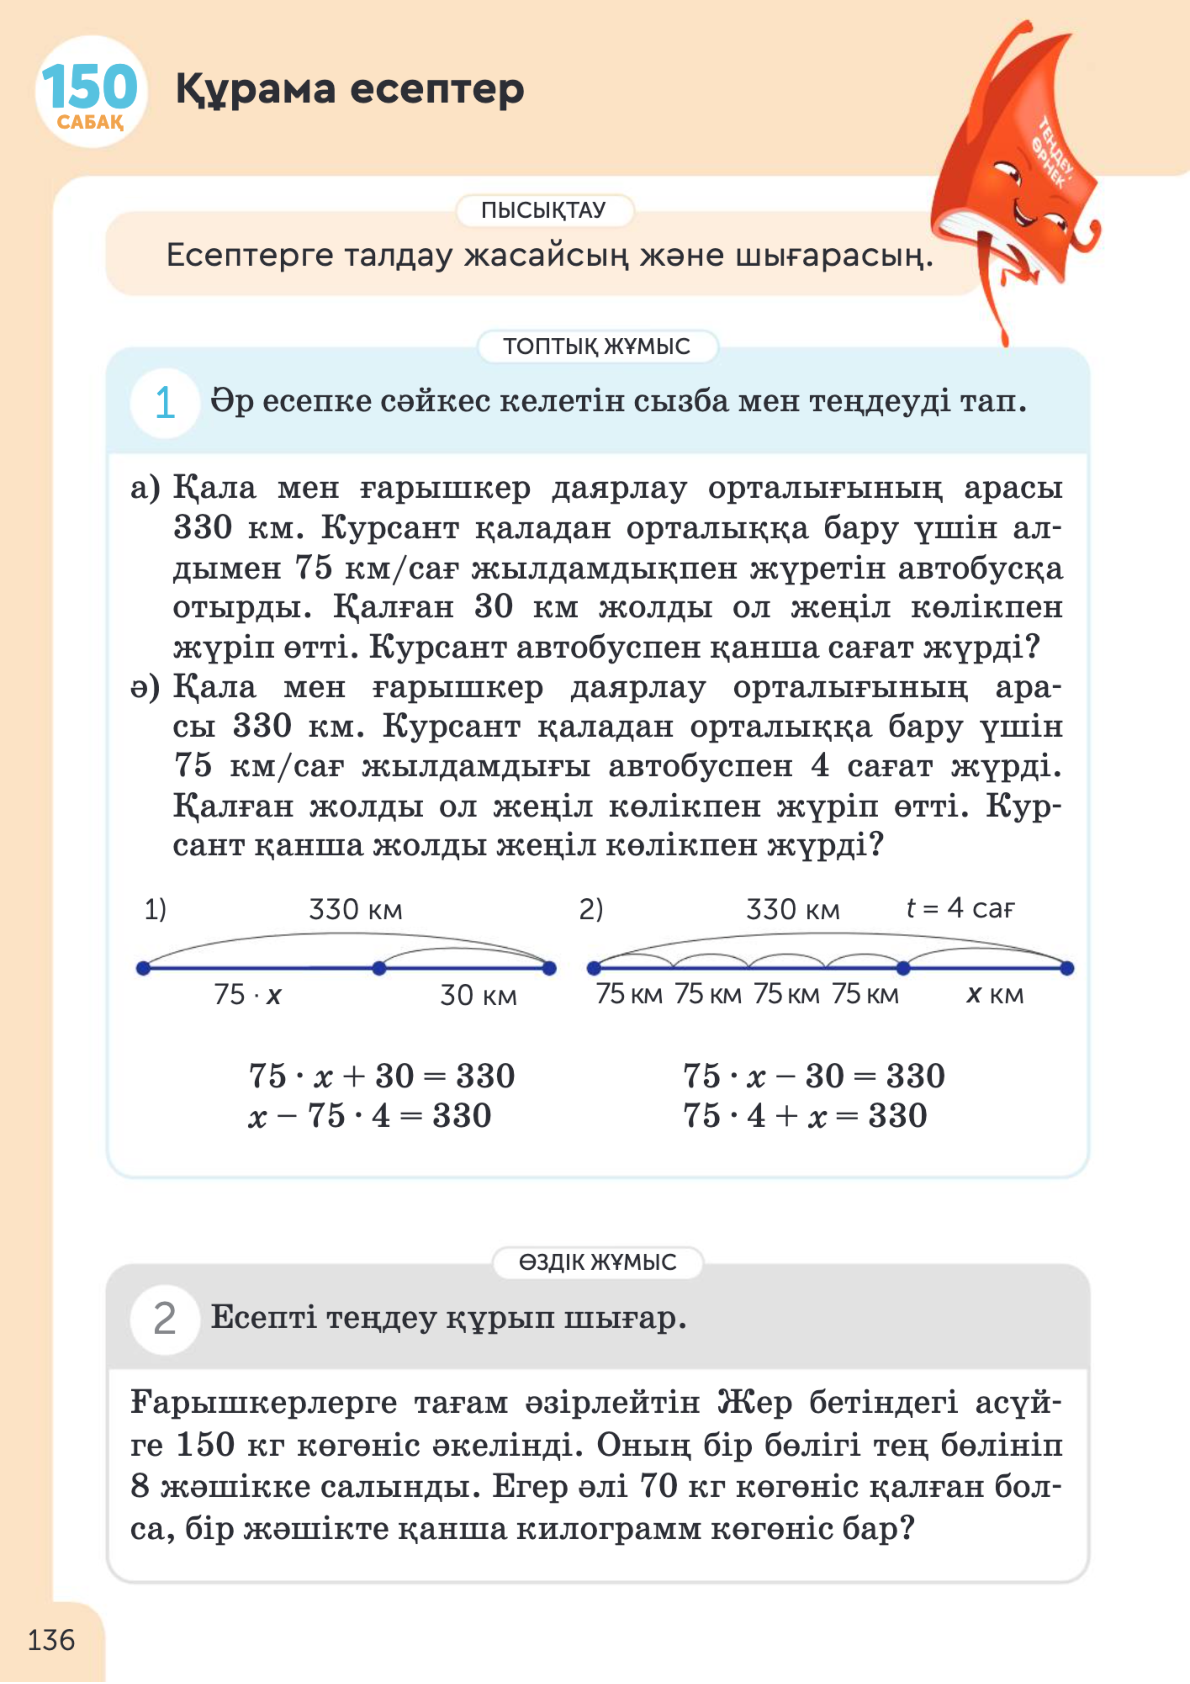 150
САБАҚ
Құрама есептер
ТЕҢДЕУ,
ӨРНЕК
ПЫСЫҚТАУ
Есептерге талдау жасайсың және шығарасың.
ТОПТЫҚ ЖҰМЫС
1 Әр есепке сәйкес келетін сызба мен теңдеуді тап.
а) Қала мен ғарышкер даярлау орталығының арасы
330 км. Курсант қаладан орталыққа бару үшін ал-
дымен 75 км/сағ жылдамдықпен жүретін автобусқа
отырды. Қалған 30 км жолды ол жеңіл көлікпен
жүріп өтті. Курсант автобуспен қанша сағат жүрді?
ә) Қала мен ғарышкер даярлау орталығының ара-
сы 330 км. Курсант қаладан орталыққа бару үшін
75 км/сағ жылдамдығы автобуспен 4 сағат жүрді.
Қалған жолды ол жеңіл көлікпен жүріп өтті. Кур-
сант қанша жолды жеңіл көлікпен жүрді?
1) 330 км 2) 330 км t = 4 сағ
75 · x 30 км 75 км 75 км 75 км 75 км x км
75 · x + 30 = 330 75 · x − 30 = 330
x − 75 · 4 = 330 75 · 4 + x = 330
ӨЗДІК ЖҰМЫС
2 Есепті теңдеу құрып шығар.
Ғарышкерлерге тағам әзірлейтін Жер бетіндегі асүй-
ге 150 кг көгөніс әкелінді. Оның бір бөлігі тең бөлініп
8 жәшікке салынды. Егер әлі 70 кг көгөніс қалған бол-
са, бір жәшікте қанша килограмм көгөніс бар?
136